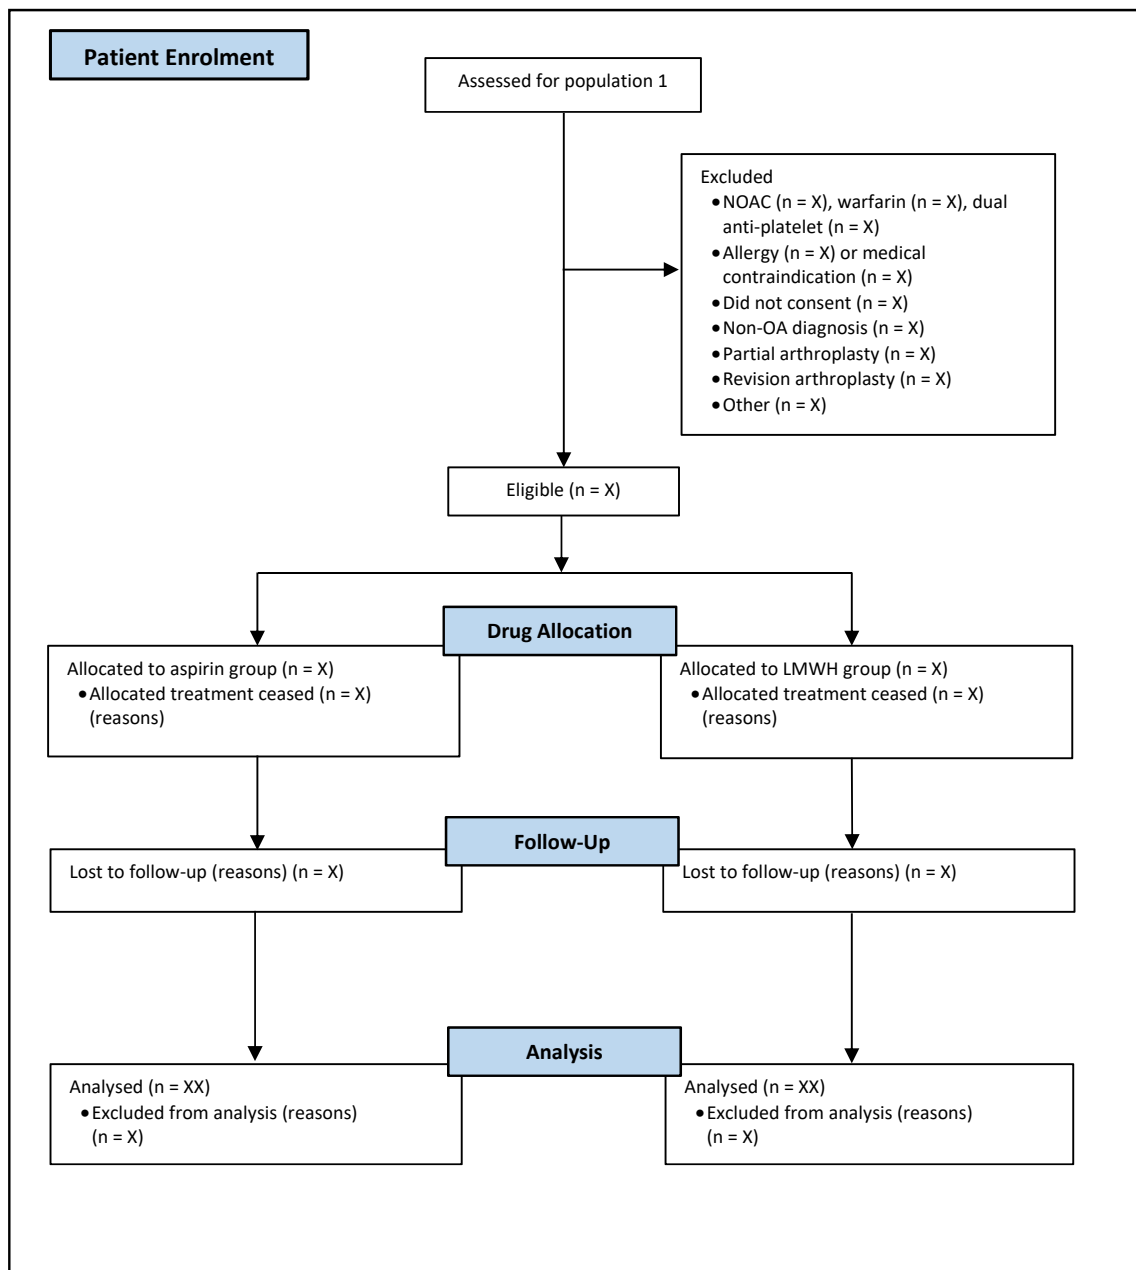 Patient Enrolment
Assessed for population 1
Excluded
•NOAC (n = X), warfarin (n = X), dual
anti-platelet (n = X)
•Allergy (n = X) or medical
contraindication (n = X)
•Did not consent (n = X)
•Non-OA diagnosis (n = X)
•Partial arthroplasty (n = X)
•Revision arthroplasty (n = X)
•Other (n = X)
Eligible (n = X)
Drug Allocation
Allocated to aspirin group (n = X)
•Allocated treatment ceased (n = X)
(reasons)
Allocated to LMWH group (n = X)
•Allocated treatment ceased (n = X)
(reasons)
Follow-Up
Lost to follow-up (reasons) (n = X)
Lost to follow-up (reasons) (n = X)
Analysis
Analysed (n = XX)
•Excluded from analysis (reasons)
(n = X)
Analysed (n = XX)
•Excluded from analysis (reasons)
(n = X)